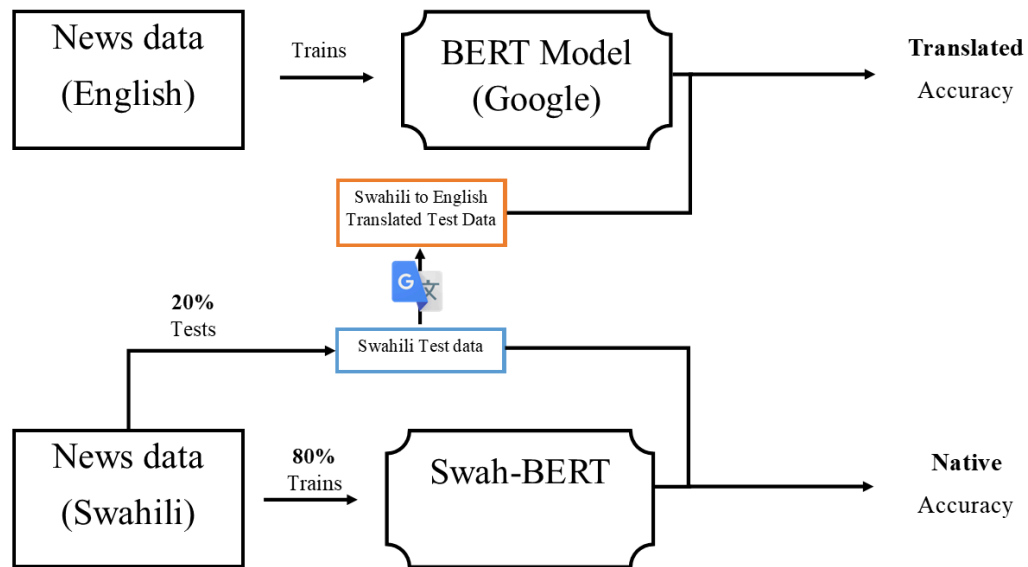 News data
(English)
Trains
BERT Model
(Google)
Translated
Accuracy
Swahili to English
Translated Test Data
G
文
20%
Tests
Swahili Test data
News data
(Swahili)
80%
Trains
Swah-BERT
Native
Accuracy